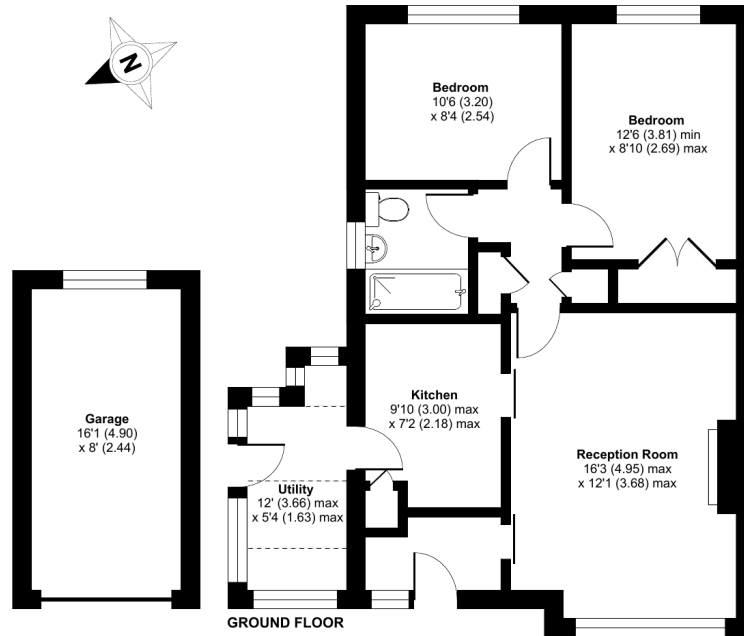 N
Bedroom
10'6 (3.20)
x 8'4 (2.54)
Bedroom
12'6 (3.81) min
x 8'10 (2.69) max
Garage
16'1 (4.90)
x 8' (2.44)
Kitchen
9'10 (3.00) max
x 7'2 (2.18) max
Reception Room
16'3 (4.95) max
x 12'1 (3.68) max
Utility
12' (3.66) max
x 5'4 (1.63) max
GROUND FLOOR